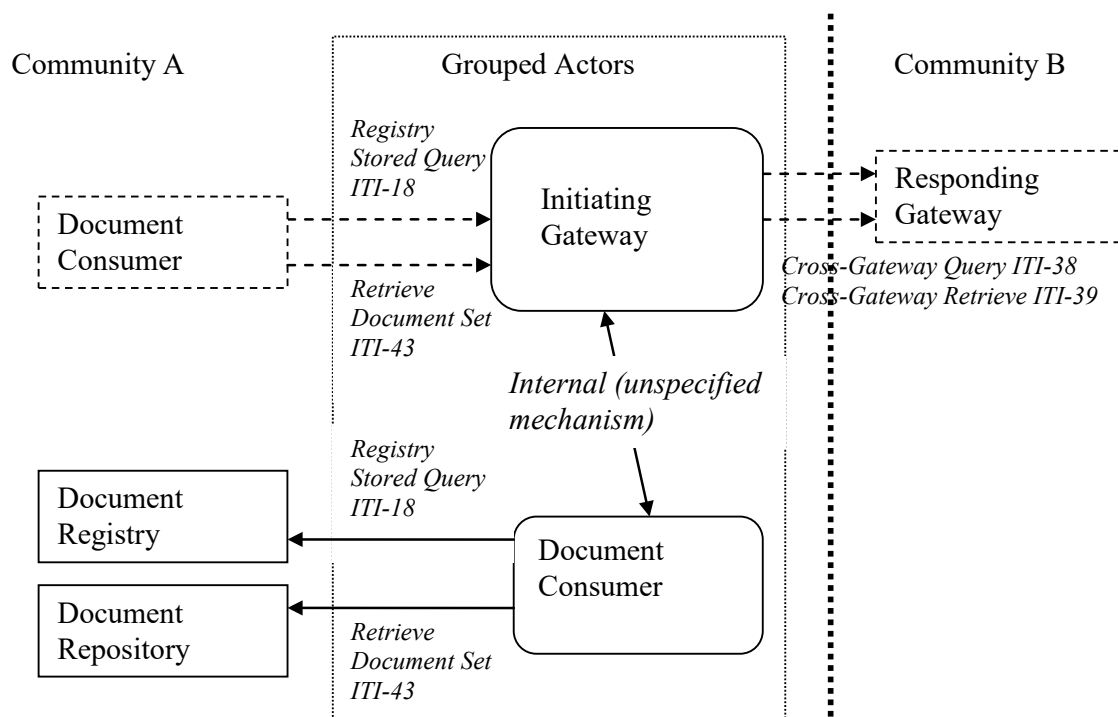 Community A
Grouped Actors
Community B
Registry
Stored Query
ITI-18
Document
Consumer
Initiating
Gateway
Responding
Gateway
Retrieve
Document Set
ITI-43
Cross-Gateway Query ITI-38
Cross-Gateway Retrieve ITI-39
Internal (unspecified
mechanism)
Registry
Stored Query
ITI-18
Document
Registry
Document
Consumer
Document
Repository
Retrieve
Document Set
ITI-43